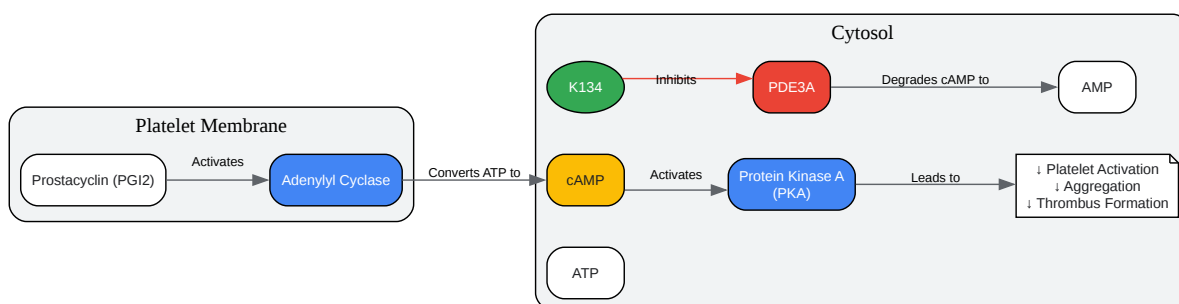 Cytosol
K134
Inhibits
PDE3A
Degrades cAMP to
AMP
Platelet Membrane
Prostacyclin (PGI2)
Activates
Adenylyl Cyclase
Converts ATP to
cAMP
Activates
Protein Kinase A
(PKA)
Leads to
↓ Platelet Activation
↓ Aggregation
↓ Thrombus Formation
ATP